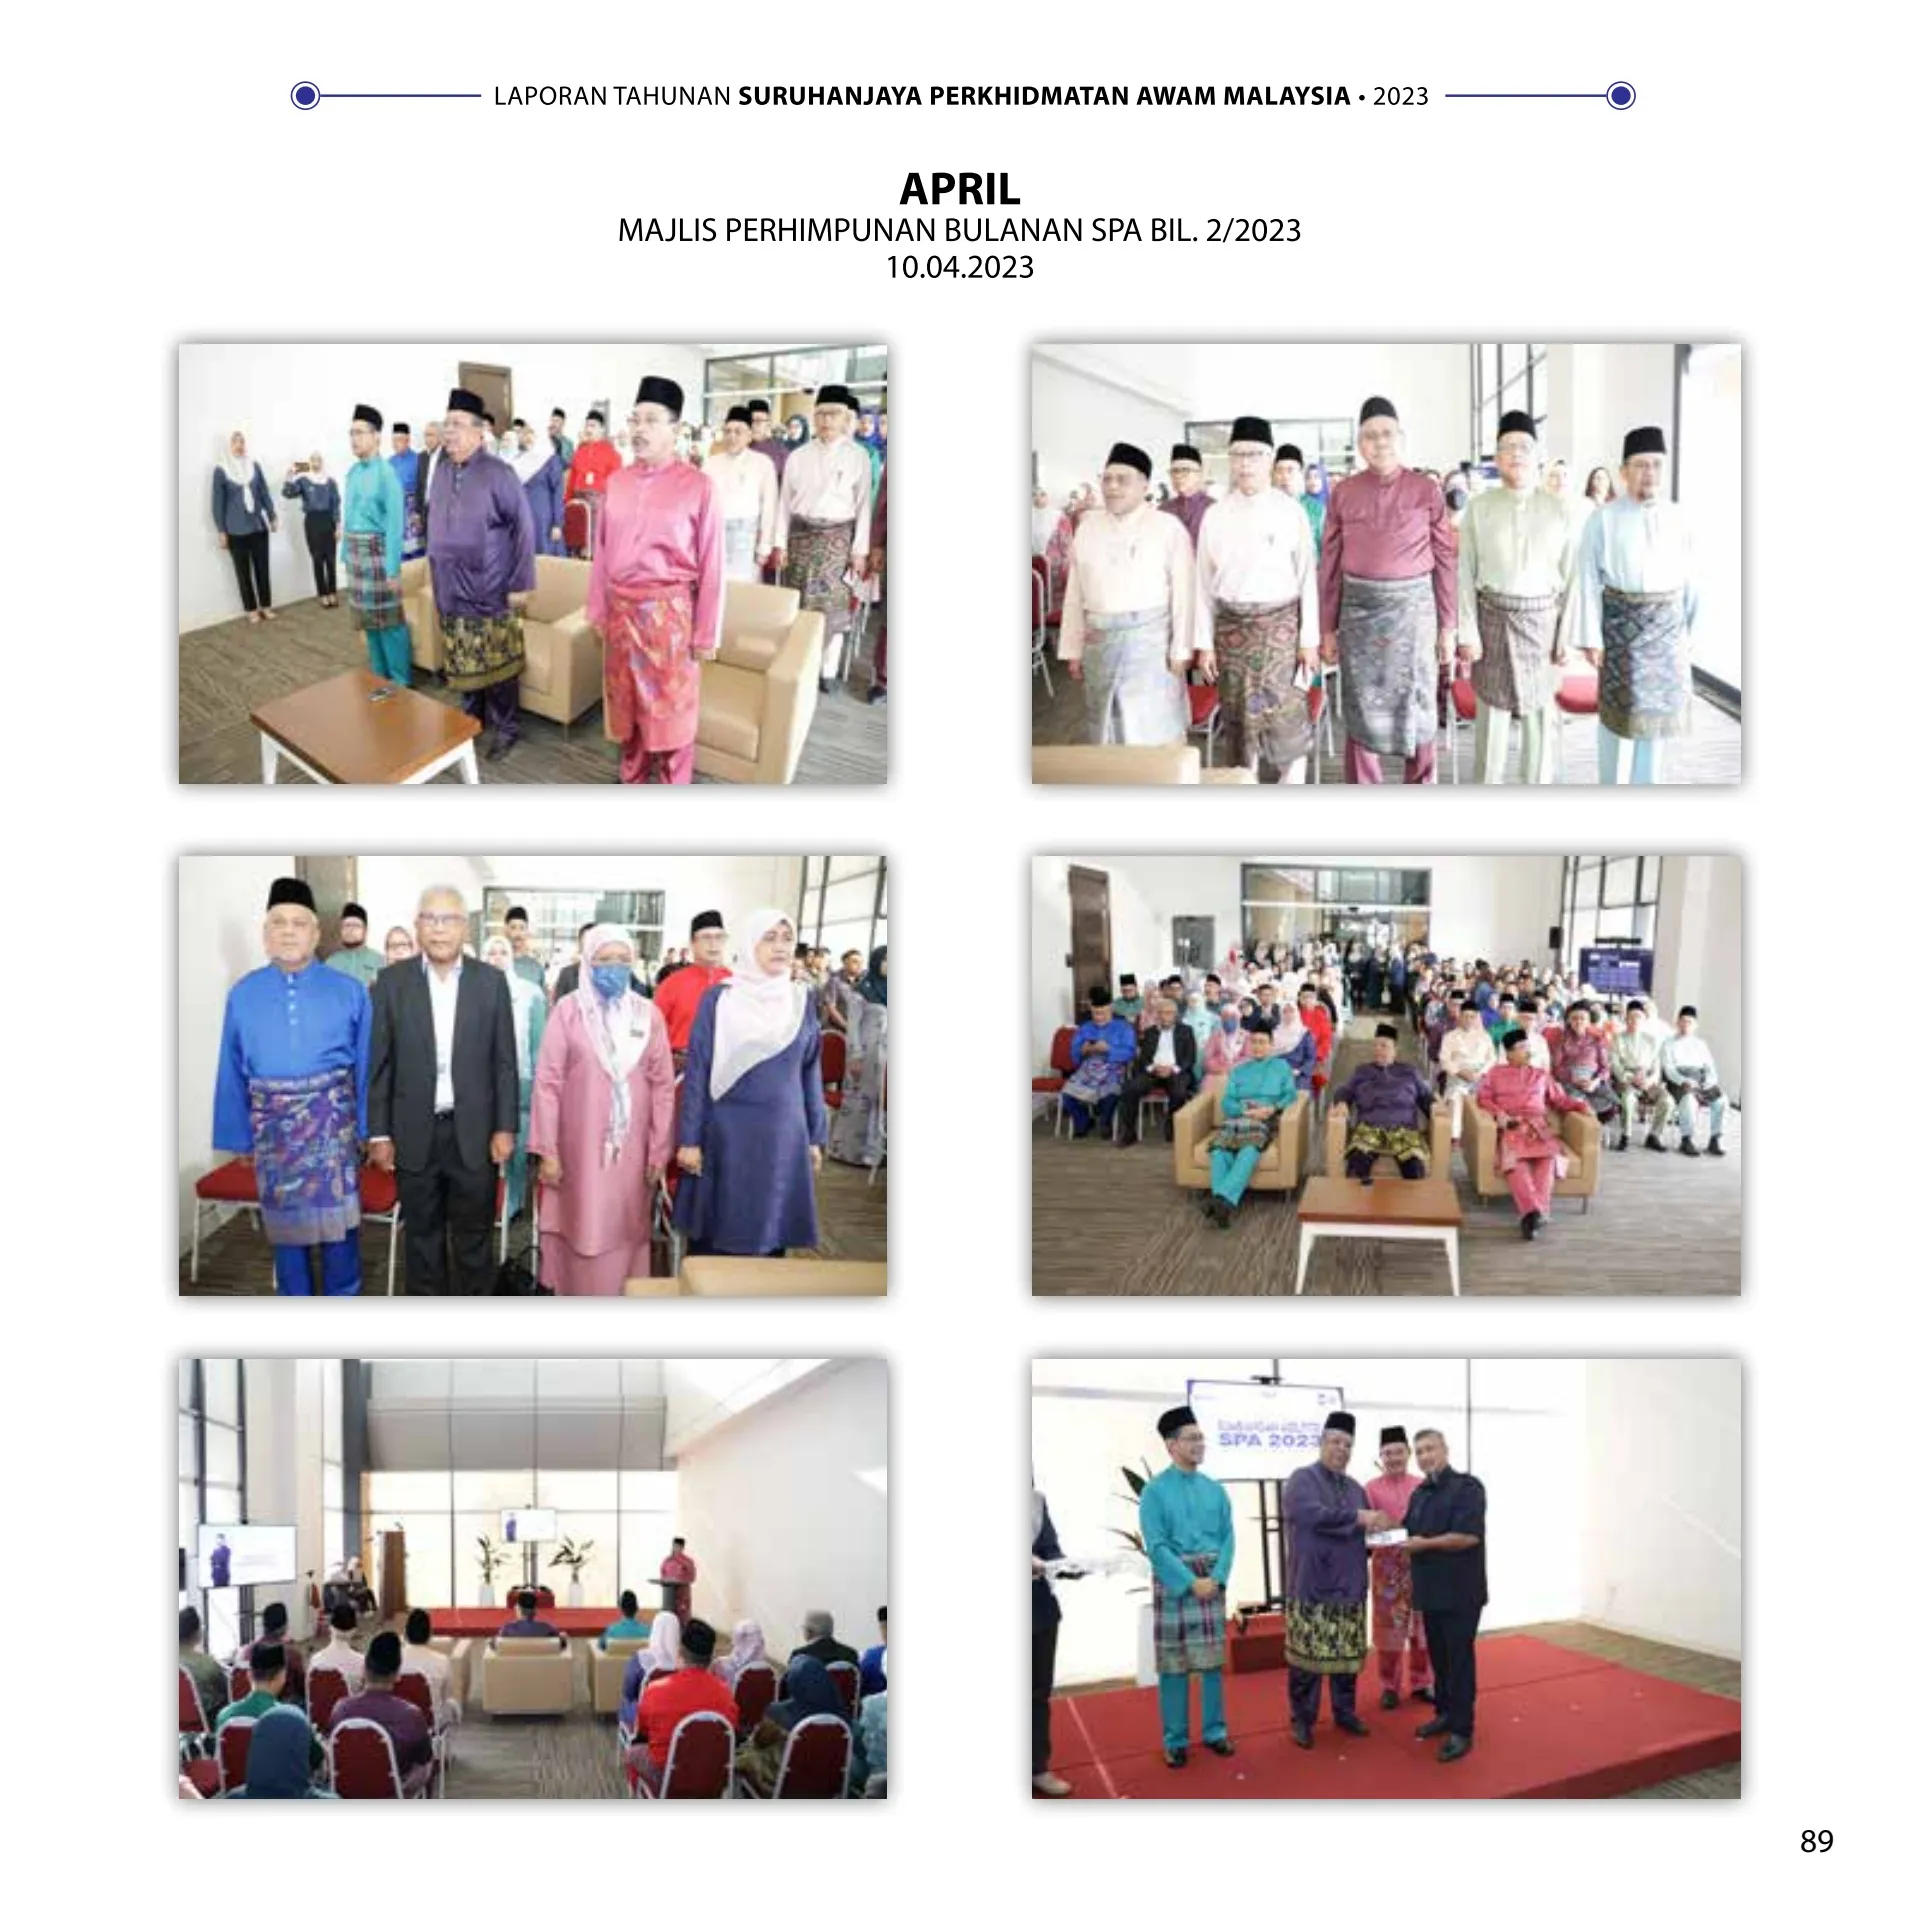 LAPORAN TAHUNAN SURUHANJAYA PERKHIDMATAN AWAM MALAYSIA • 2023
APRIL
MAJLIS PERHIMPUNAN BULANAN SPA BIL. 2/2023
10.04.2023
SPA 2023
89